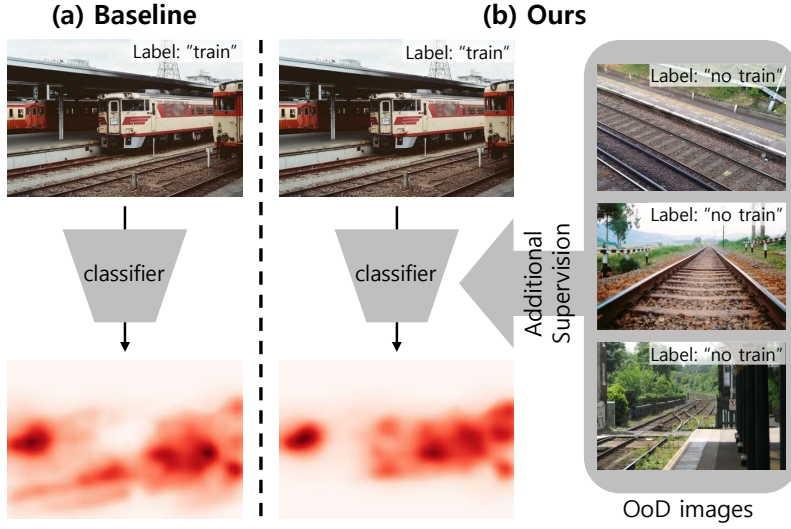 (a) Baseline
(b) Ours
Label: “train”
Label: “train”
Label: “no train”
Label: “no train”
Label: “no train”
classifier
classifier
Additional
Supervision
OoD images